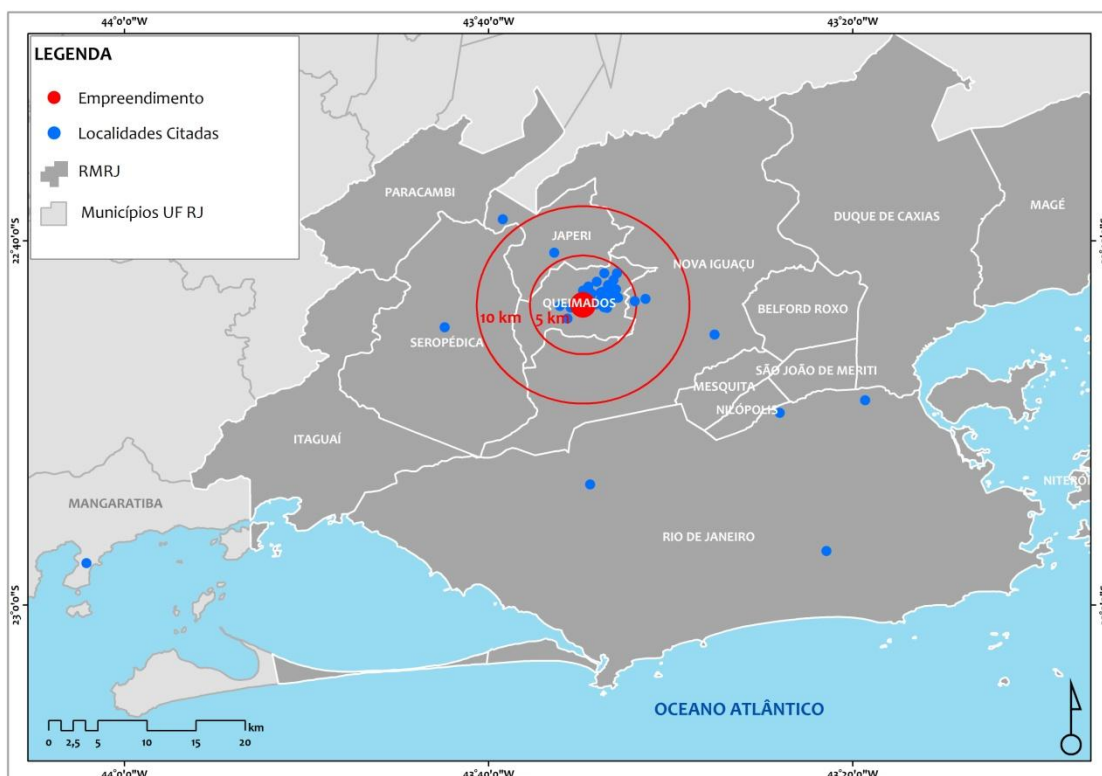 44°0'0"W
43°40'0"W
43°20'0"W
LEGENDA
Empreendimento
Localidades Citadas
RMRJ
Municípios UF RJ
PARACAMBI
DUQUE DE CAXIAS
MAGÉ
22°40'0"S
JAPERI
NOVA IGUAÇU
QUEIMADOS
BELFORD ROXO
10 km
5 km
SEROPÉDICA
SÃO JOÃO DE MERITI
MESQUITA
NILÓPOLIS
ITAGUAÍ
NITERÓI
MANGARATIBA
RIO DE JANEIRO
23°0'0"S
OCEANO ATLÂNTICO
km
0 2,5 5 10 15 20
44°0'0"W
43°40'0"W
43°20'0"W